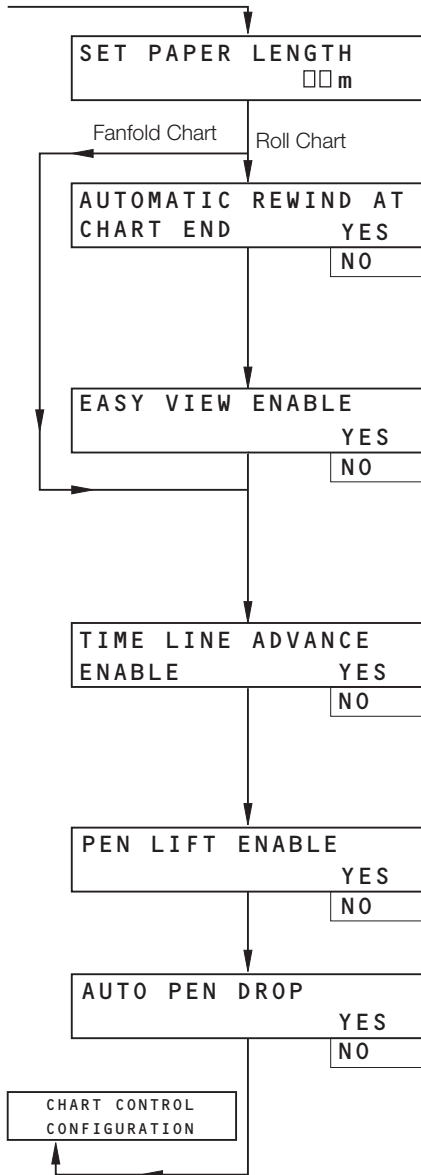 SET PAPER LENGTH
□□m
Fanfold Chart
Roll Chart
AUTOMATIC REWIND AT
CHART END YES
NO
EASY VIEW ENABLE
YES
NO
TIME LINE ADVANCE
ENABLE YES
NO
PEN LIFT ENABLE
YES
NO
AUTO PEN DROP
YES
NO
CHART CONTROL
CONFIGURATION